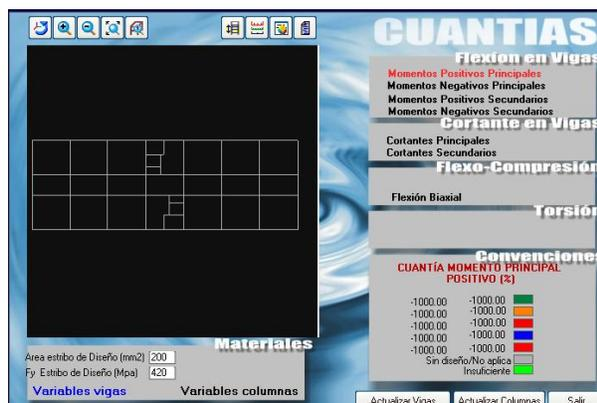 CUANTIAS
Flexion en Vigas
Momentos Positivos Principales
Momentos Negativos Principales
Momentos Positivos Secundarios
Momentos Negativos Secundarios
Cortante en Vigas
Cortantes Principales
Cortantes Secundarios
Flexo-Compresión
Flexión Biaxial
Torsión
Convenciones
CUANTÍA MOMENTO PRINCIPAL
POSITIVO (%)
-1000.00 -1000.00
-1000.00 -1000.00
-1000.00 -1000.00
-1000.00 -1000.00
-1000.00 -1000.00
Sin diseño/No aplica
Insuficiente
Materiales
Area estribo de Diseño (mm2) 200
Fy Estribo de Diseño (Mpa) 420
Variables vigas Variables columnas
Actualizar Vigas Actualizar Columnas Salir